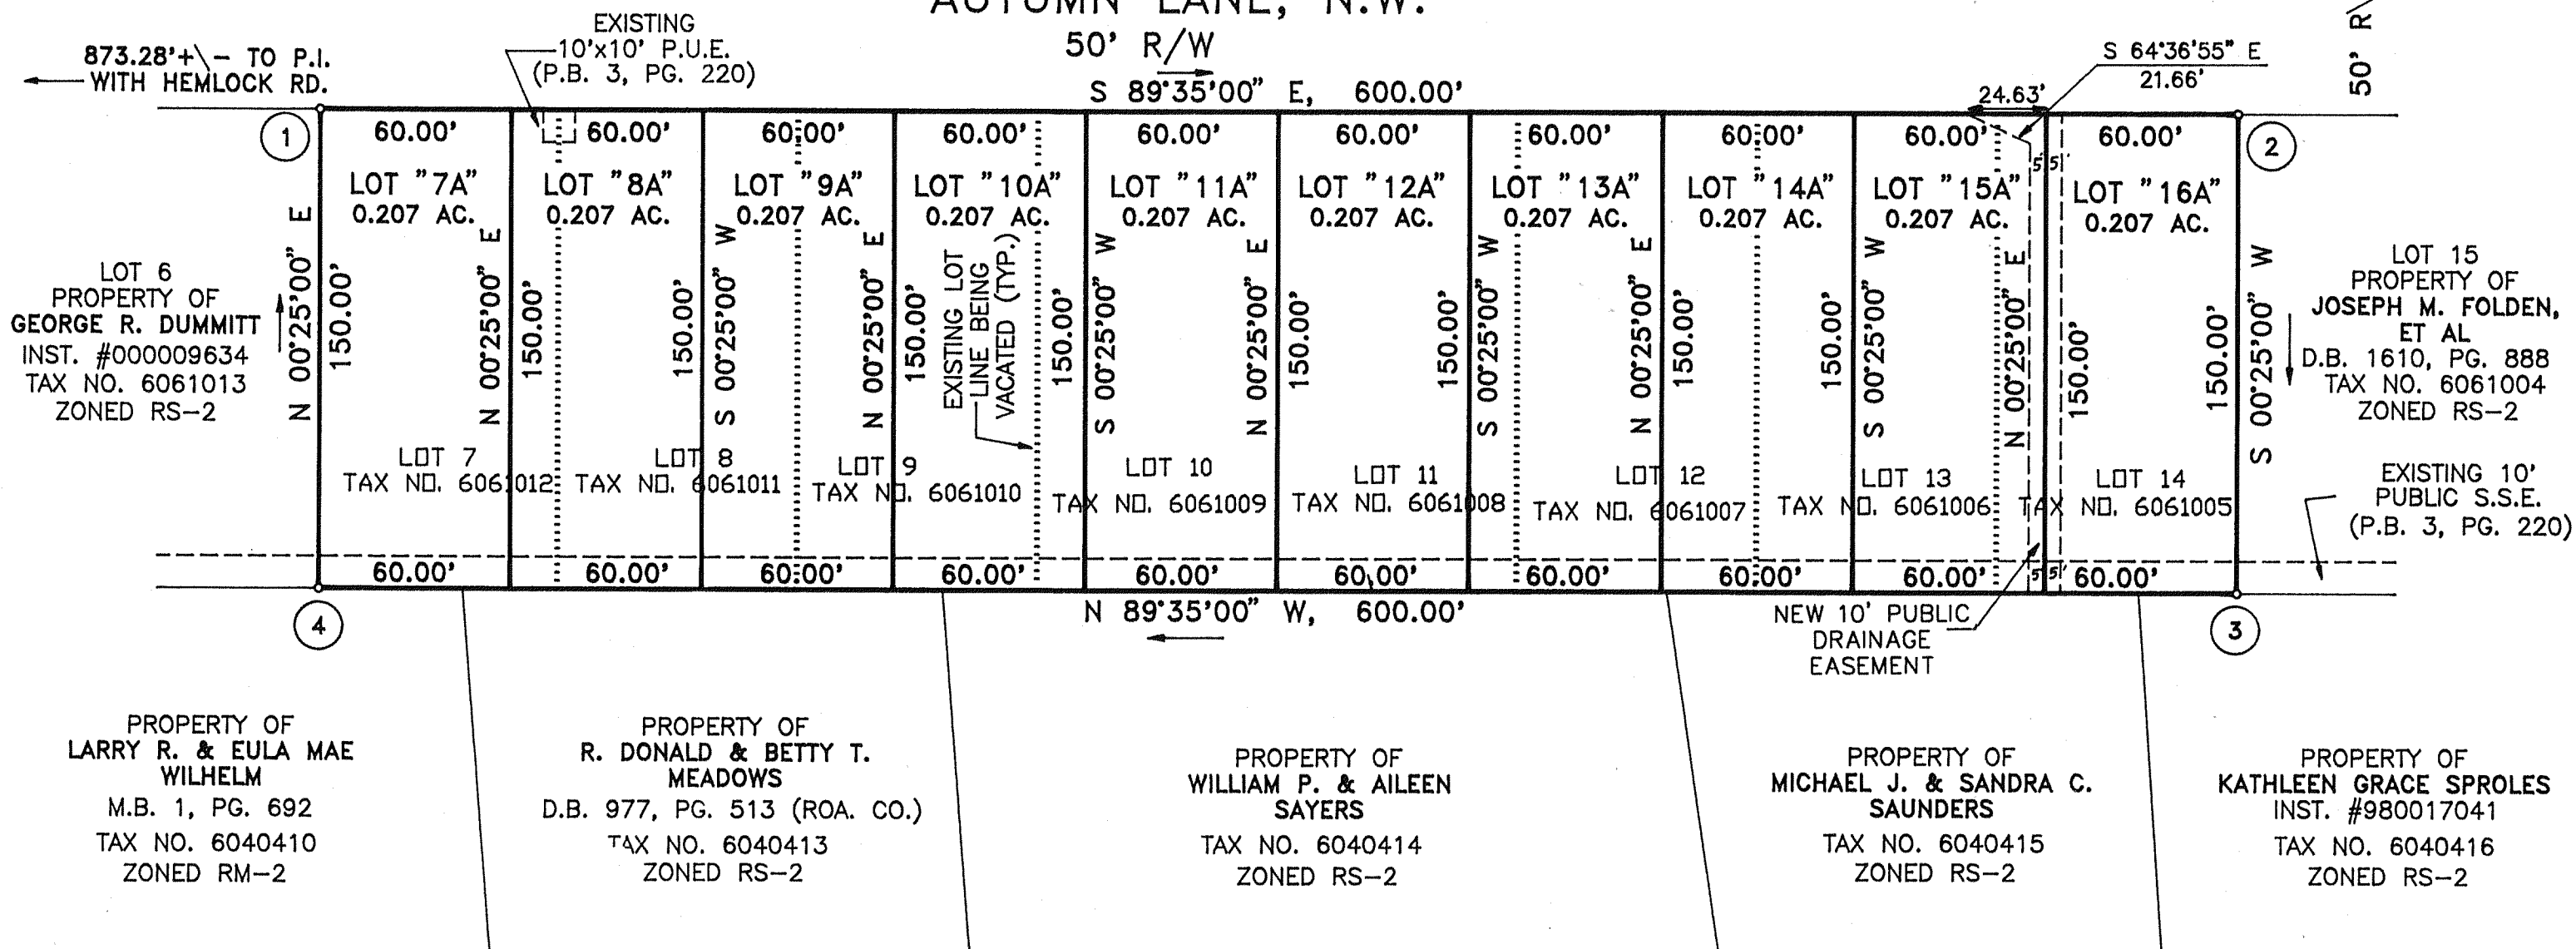 AUTUMN LANE, N.W.
50' R/W
873.28'+\- TO P.I.
WITH HEMLOCK RD.
EXISTING
10'x10' P.U.E.
(P.B. 3, PG. 220)
S 89°35'00" E, 600.00'
24.63'
S 64°36'55" E
21.66'
50' R/
1
60.00'
60.00'
60.00'
60.00'
60.00'
60.00'
60.00'
60.00'
60.00'
60.00'
2
5' 5'
LOT "7A"
0.207 AC.
LOT "8A"
0.207 AC.
LOT "9A"
0.207 AC.
LOT "10A"
0.207 AC.
LOT "11A"
0.207 AC.
LOT "12A"
0.207 AC.
LOT "13A"
0.207 AC.
LOT "14A"
0.207 AC.
LOT "15A"
0.207 AC.
LOT "16A"
0.207 AC.
LOT 6
PROPERTY OF
GEORGE R. DUMMITT
INST. #000009634
TAX NO. 6061013
ZONED RS-2
N 00°25'00" E
150.00'
N 00°25'00" E
150.00'
150.00'
S 00°25'00" W
N 00°25'00" E
150.00'
EXISTING LOT
LINE BEING
VACATED (TYP.)
150.00'
S 00°25'00" W
N 00°25'00" E
150.00'
150.00'
S 00°25'00" W
N 00°25'00" E
150.00'
150.00'
S 00°25'00" W
N 00°25'00" E
150.00'
150.00'
S 00°25'00" W
LOT 15
PROPERTY OF
JOSEPH M. FOLDEN,
ET AL
D.B. 1610, PG. 888
TAX NO. 6061004
ZONED RS-2
LOT 7
TAX NO. 6061012
LOT 8
TAX NO. 6061011
LOT 9
TAX NO. 6061010
LOT 10
TAX NO. 6061009
LOT 11
TAX NO. 6061008
LOT 12
TAX NO. 6061007
LOT 13
TAX NO. 6061006
LOT 14
TAX NO. 6061005
EXISTING 10'
PUBLIC S.S.E.
(P.B. 3, PG. 220)
60.00'
60.00'
60.00'
60.00'
60.00'
60.00'
60.00'
60.00'
60.00'
5' 5'
60.00'
4
N 89°35'00" W, 600.00'
NEW 10' PUBLIC
DRAINAGE
EASEMENT
3
PROPERTY OF
LARRY R. & EULA MAE
WILHELM
M.B. 1, PG. 692
TAX NO. 6040410
ZONED RM-2
PROPERTY OF
R. DONALD & BETTY T.
MEADOWS
D.B. 977, PG. 513 (ROA. CO.)
TAX NO. 6040413
ZONED RS-2
PROPERTY OF
WILLIAM P. & AILEEN
SAYERS
TAX NO. 6040414
ZONED RS-2
PROPERTY OF
MICHAEL J. & SANDRA C.
SAUNDERS
TAX NO. 6040415
ZONED RS-2
PROPERTY OF
KATHLEEN GRACE SPROLES
INST. #980017041
TAX NO. 6040416
ZONED RS-2